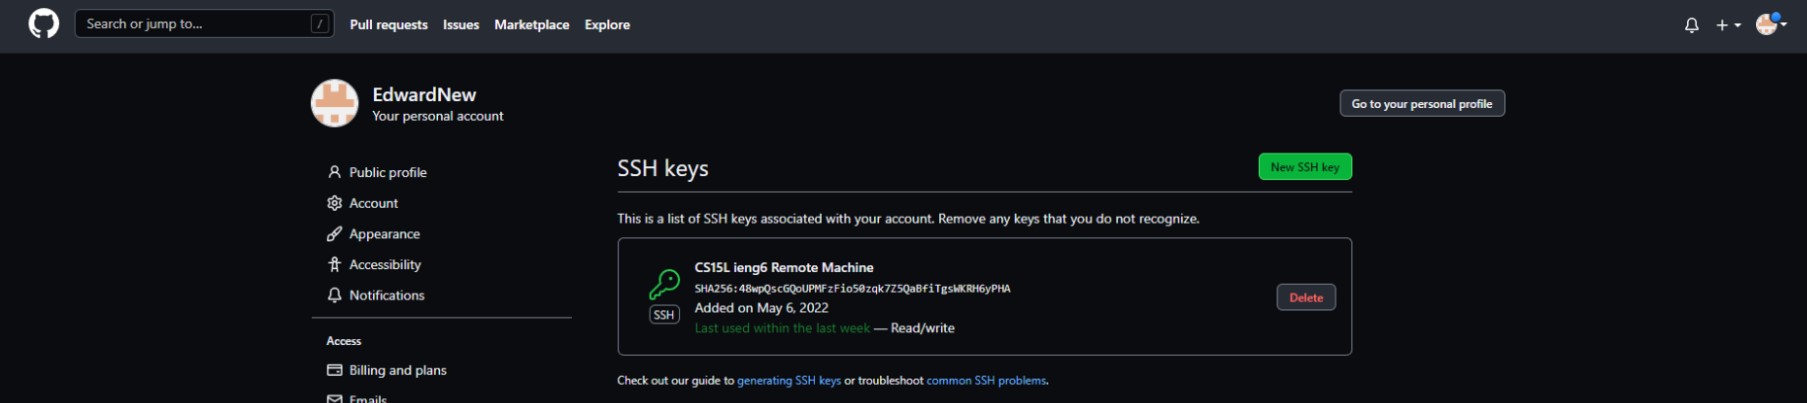 Search or jump to... / Pull requests Issues Marketplace Explore
EdwardNew
Your personal account
Go to your personal profile
Public profile
Account
Appearance
Accessibility
Notifications
Access
Billing and plans
Emails
SSH keys
New SSH key
This is a list of SSH keys associated with your account. Remove any keys that you do not recognize.
CS15L ieng6 Remote Machine
SHA256:48wpQscGQoUPMFzFio50zqk7Z5QaBfiTgsWKRH6yPHA
Added on May 6, 2022
Last used within the last week — Read/write
SSH
Delete
Check out our guide to generating SSH keys or troubleshoot common SSH problems.